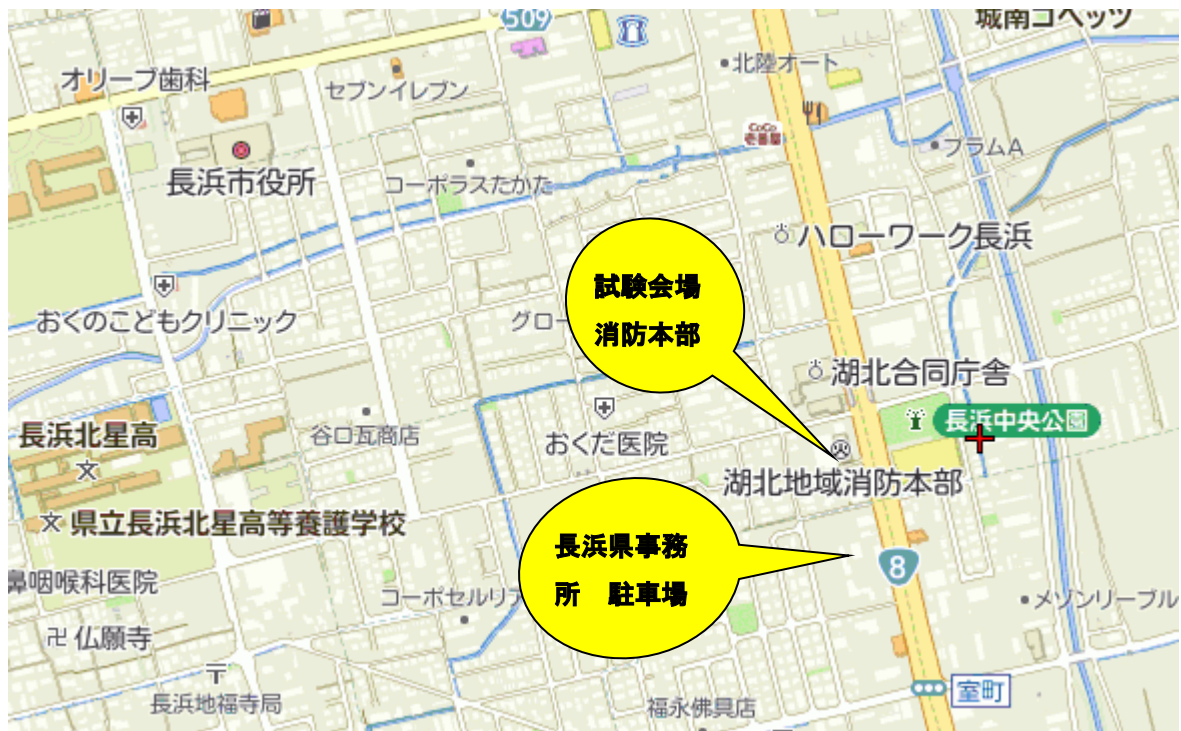 509
城南コベッツ
北陸オート
オリーブ歯科
セブンイレブン
CoCo
壱番屋
プラムA
長浜市役所
コーポラスたかた
ハローワーク長浜
試験会場
消防本部
おくのこどもクリニック
グロー
湖北合同庁舎
長浜中央公園
長浜北星高
谷口瓦商店
おくだ医院
湖北地域消防本部
県立長浜北星高等養護学校
長浜県事務
所 駐車場
8
鼻咽喉科医院
コーポセルリア
メゾンリーブル
卍仏願寺
〒
長浜地福寺局
福永佛具店
室町